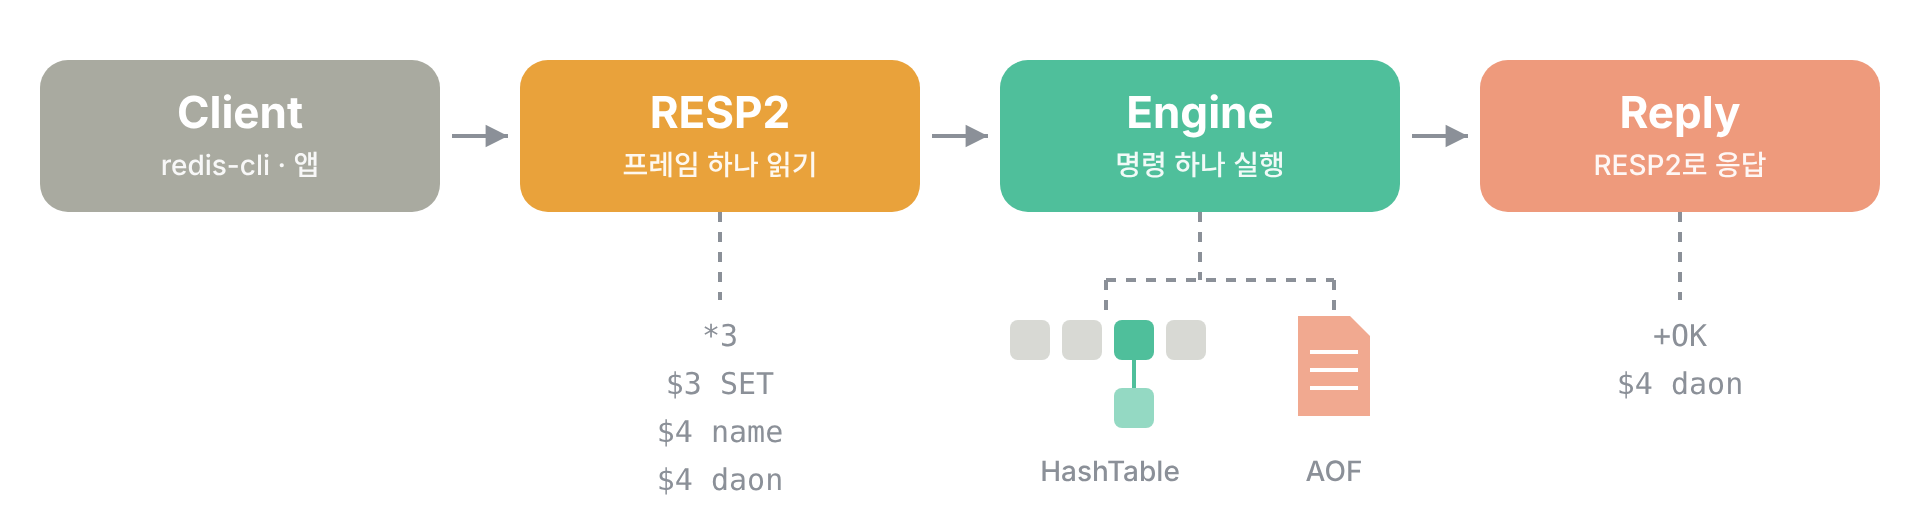 Client
redis-cli · 앱
RESP2
프레임 하나 읽기
Engine
명령 하나 실행
Reply
RESP2로 응답
*3
$3 SET
$4 name
$4 daon
HashTable
AOF
+OK
$4 daon